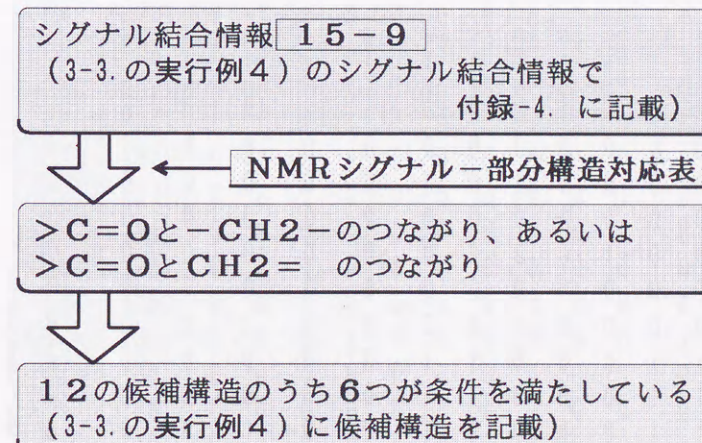 シグナル結合情報 15－9
(3-3.の実行例4）のシグナル結合情報で
付録-4. に記載)
NMRシグナル－部分構造対応表
＞C＝Oと－CH2－のつながり、あるいは
＞C＝OとCH2＝ のつながり
12の候補構造のうち6つが条件を満たしている
(3-3.の実行例4）に候補構造を記載)